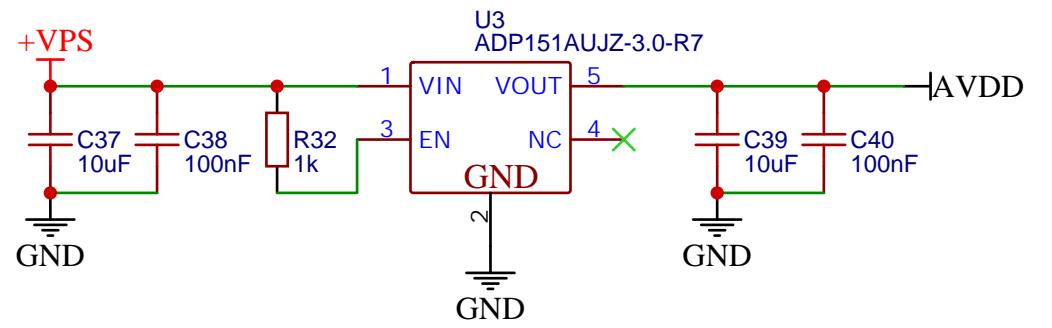 U3
ADP151AUJZ-3.0-R7
+VPS
1
VIN
VOUT
5
AVDD
C37
10uF
C38
100nF
R32
1k
3
EN
NC
4
C39
10uF
C40
100nF
GND
2
GND
GND
GND